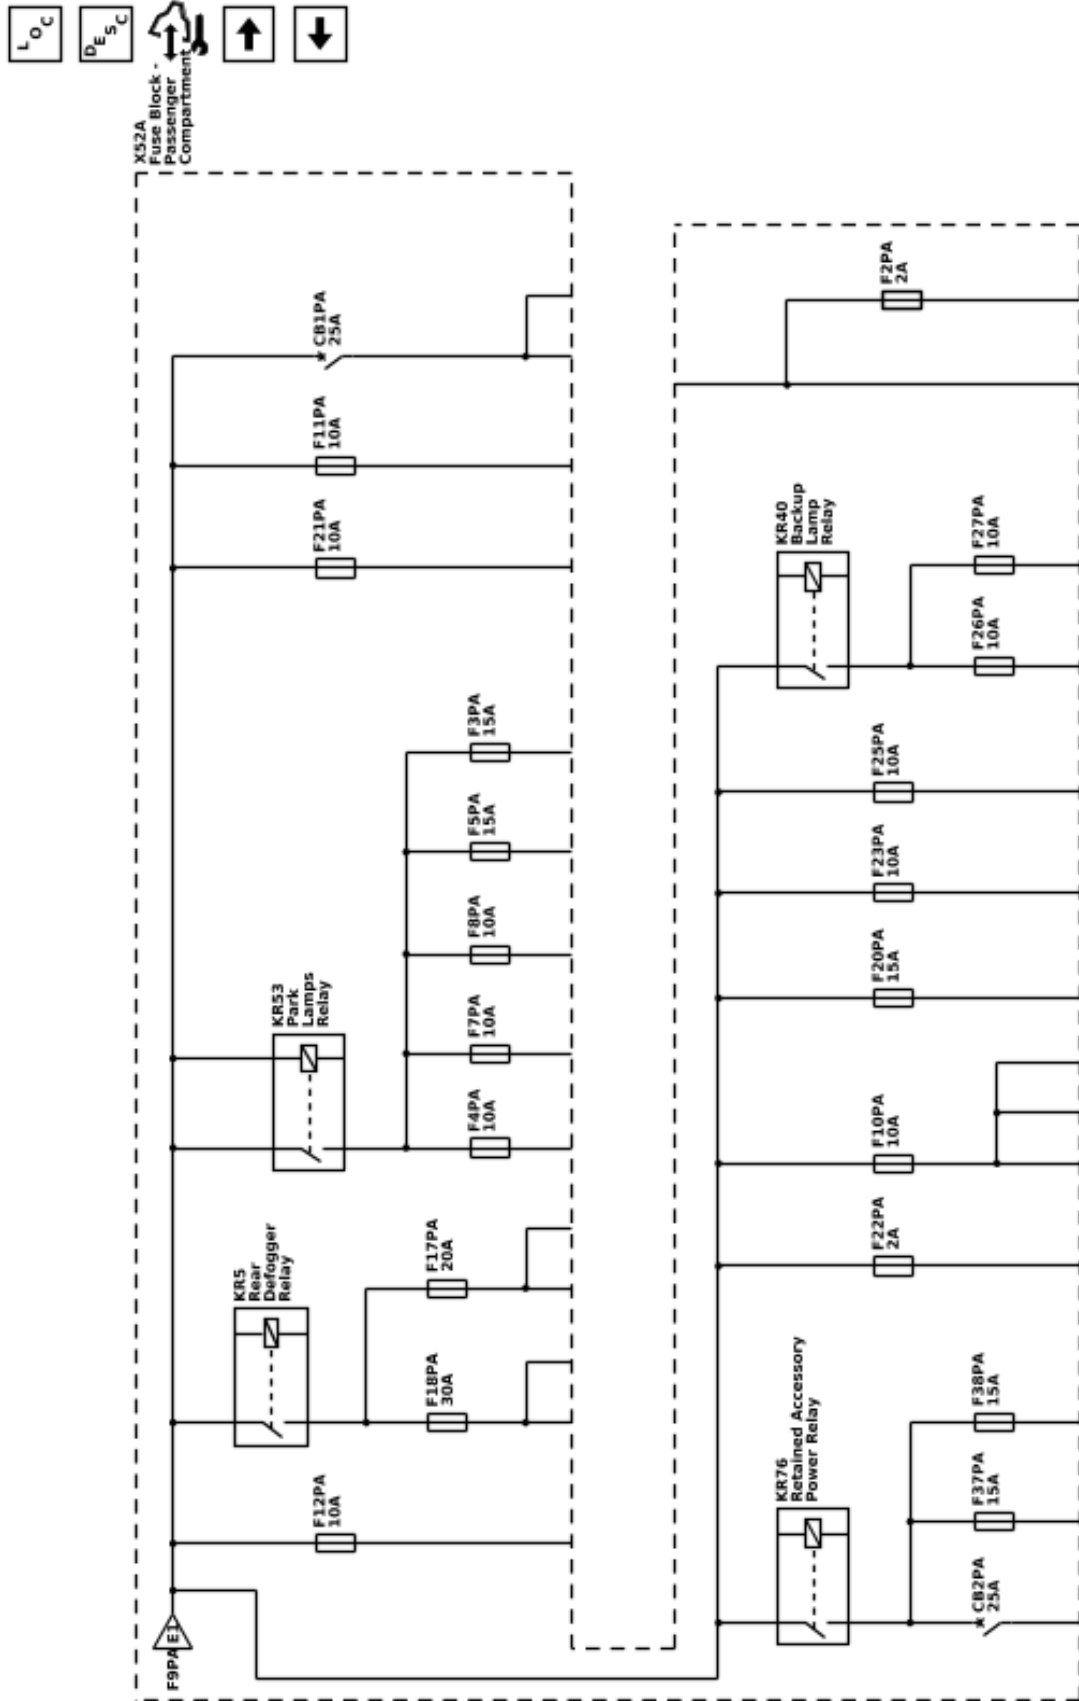 LOC
DESC
X52A
Fuse Block -
Passenger
Compartment
F9PA
E1
F12PA
10A
KR5
Rear
Defogger
Relay
F18PA
30A
F17PA
20A
KR53
Park
Lamps
Relay
F4PA
10A
F7PA
10A
F8PA
10A
F5PA
15A
F3PA
15A
F21PA
10A
F11PA
10A
CB1PA
25A
KR76
Retained Accessory
Power Relay
CB2PA
25A
F37PA
15A
F38PA
15A
F22PA
2A
F10PA
10A
F20PA
15A
F23PA
10A
F25PA
10A
KR40
Backup
Lamp
Relay
F26PA
10A
F27PA
10A
F2PA
2A